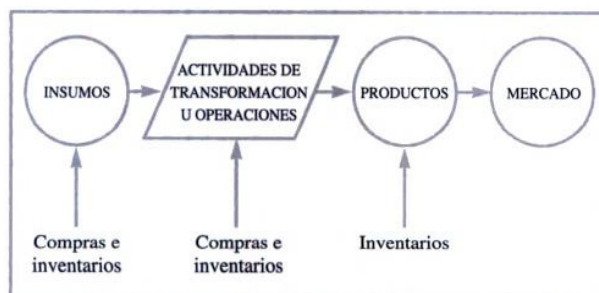 INSUMOS
ACTIVIDADES DE
TRANSFORMACION
U OPERACIONES
PRODUCTOS
MERCADO
Compras e
inventarios
Compras e
inventarios
Inventarios